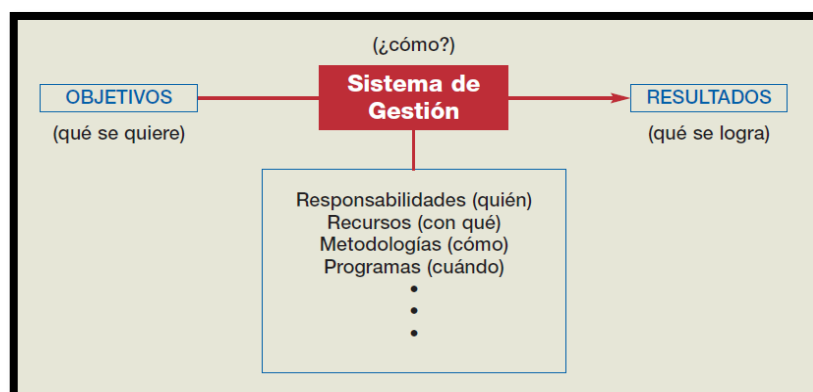 (¿cómo?)
OBJETIVOS
(qué se quiere)
Sistema de
Gestión
RESULTADOS
(qué se logra)
Responsabilidades (quién)
Recursos (con qué)
Metodologías (cómo)
Programas (cuándo)
•
•
•